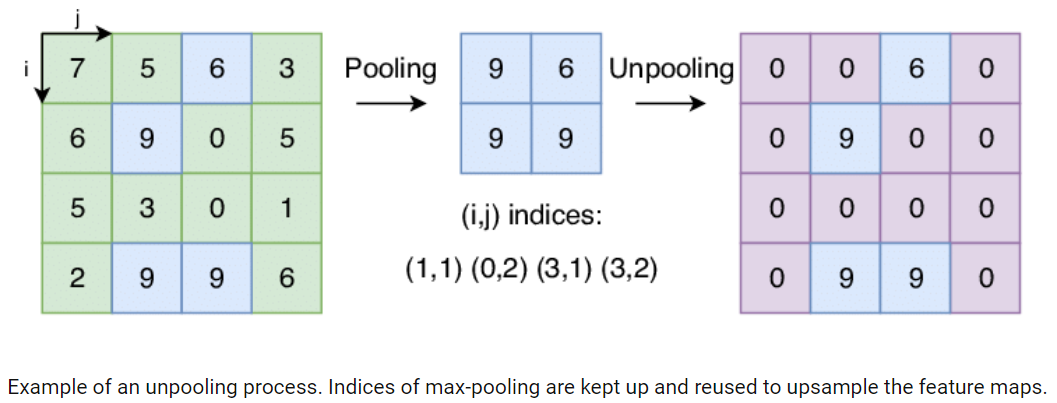 j
i
7 5 6 3 Pooling 9 6 Unpooling 0 0 6 0
6 9 0 5 9 9 0 9 0 0
5 3 0 1 (i,j) indices: 0 0 0 0
2 9 9 6 (1,1) (0,2) (3,1) (3,2) 0 9 9 0
Example of an unpooling process. Indices of max-pooling are kept up and reused to upsample the feature maps.